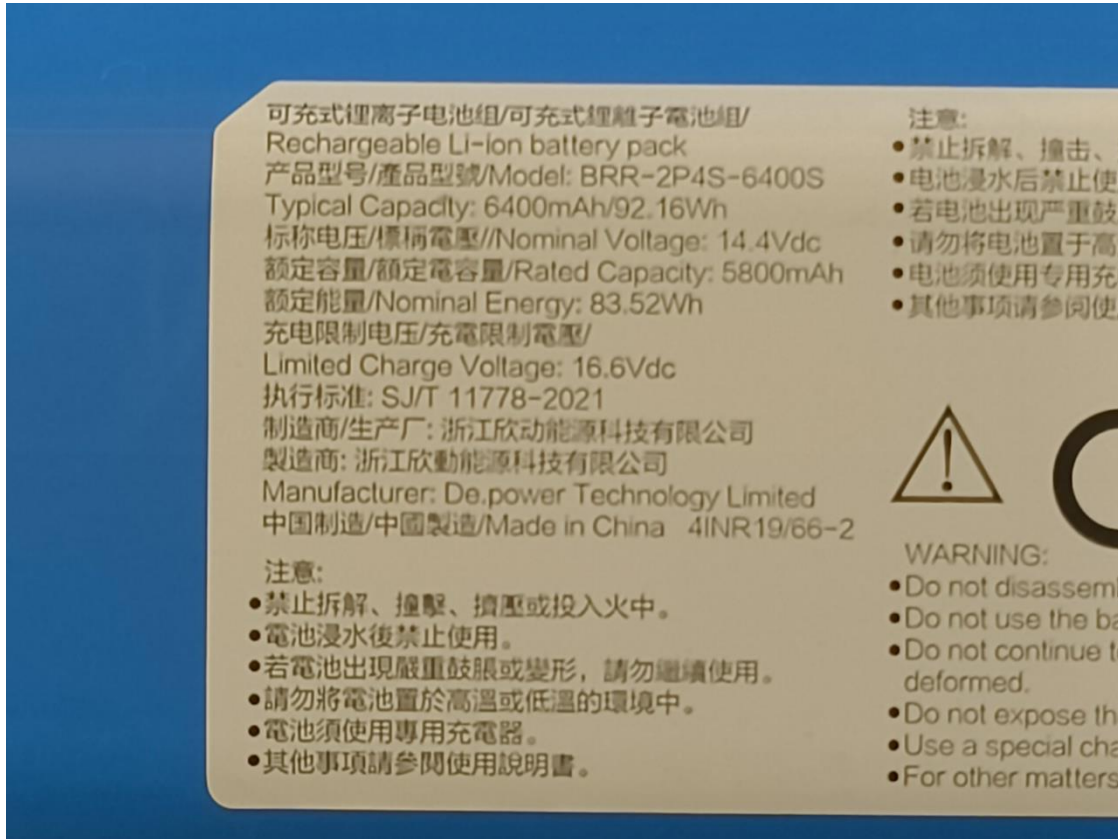 可充式锂离子电池组/可充式鋰離子電池組/
Rechargeable Li-ion battery pack
产品型号/產品型號/Model: BRR-2P4S-6400S
Typical Capacity: 6400mAh/92.16Wh
标称电压/標稱電壓//Nominal Voltage: 14.4Vdc
额定容量/額定電容量/Rated Capacity: 5800mAh
额定能量/Nominal Energy: 83.52Wh
充电限制电压/充電限制電壓/
Limited Charge Voltage: 16.6Vdc
执行标准: SJ/T 11778-2021
制造商/生产厂: 浙江欣动能源科技有限公司
製造商: 浙江欣動能源科技有限公司
Manufacturer: De.power Technology Limited
中国制造/中國製造/Made in China 4INR19/66-2
注意:
●禁止拆解、撞擊、擠壓或投入火中。
●電池浸水後禁止使用。
●若電池出現嚴重鼓脹或變形，請勿繼續使用。
●請勿將電池置於高溫或低溫的環境中。
●電池須使用專用充電器。
●其他事項請參閱使用說明書。
注意:
●禁止拆解、撞击、
●电池浸水后禁止使
●若电池出现严重鼓
●请勿将电池置于高
●电池须使用专用充
●其他事项请参阅使
WARNING:
●Do not disassem
●Do not use the ba
●Do not continue t
deformed.
●Do not expose th
●Use a special cha
●For other matters